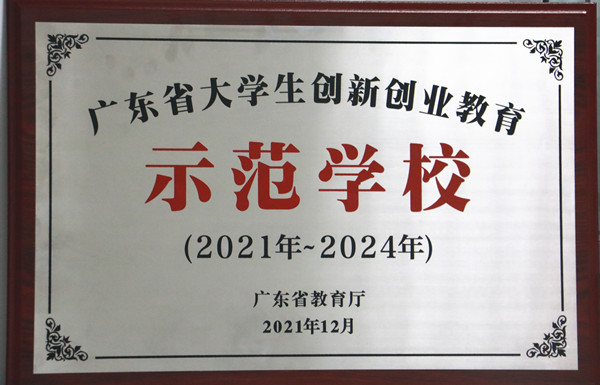 广东省大学生创新创业教育
示范学校
(2021年~2024年)
广东省教育厅
2021年12月